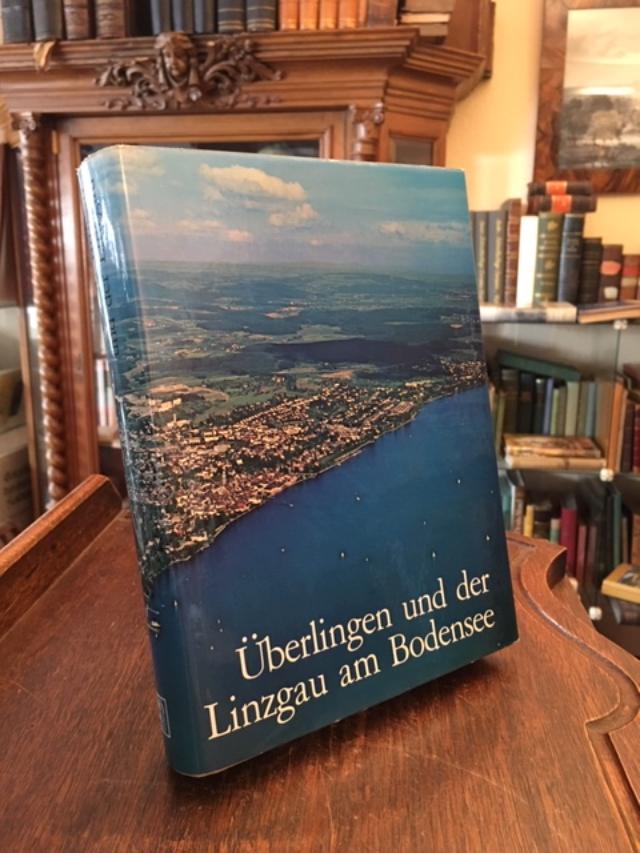 Überlingen und der
Linzgau am Bodensee